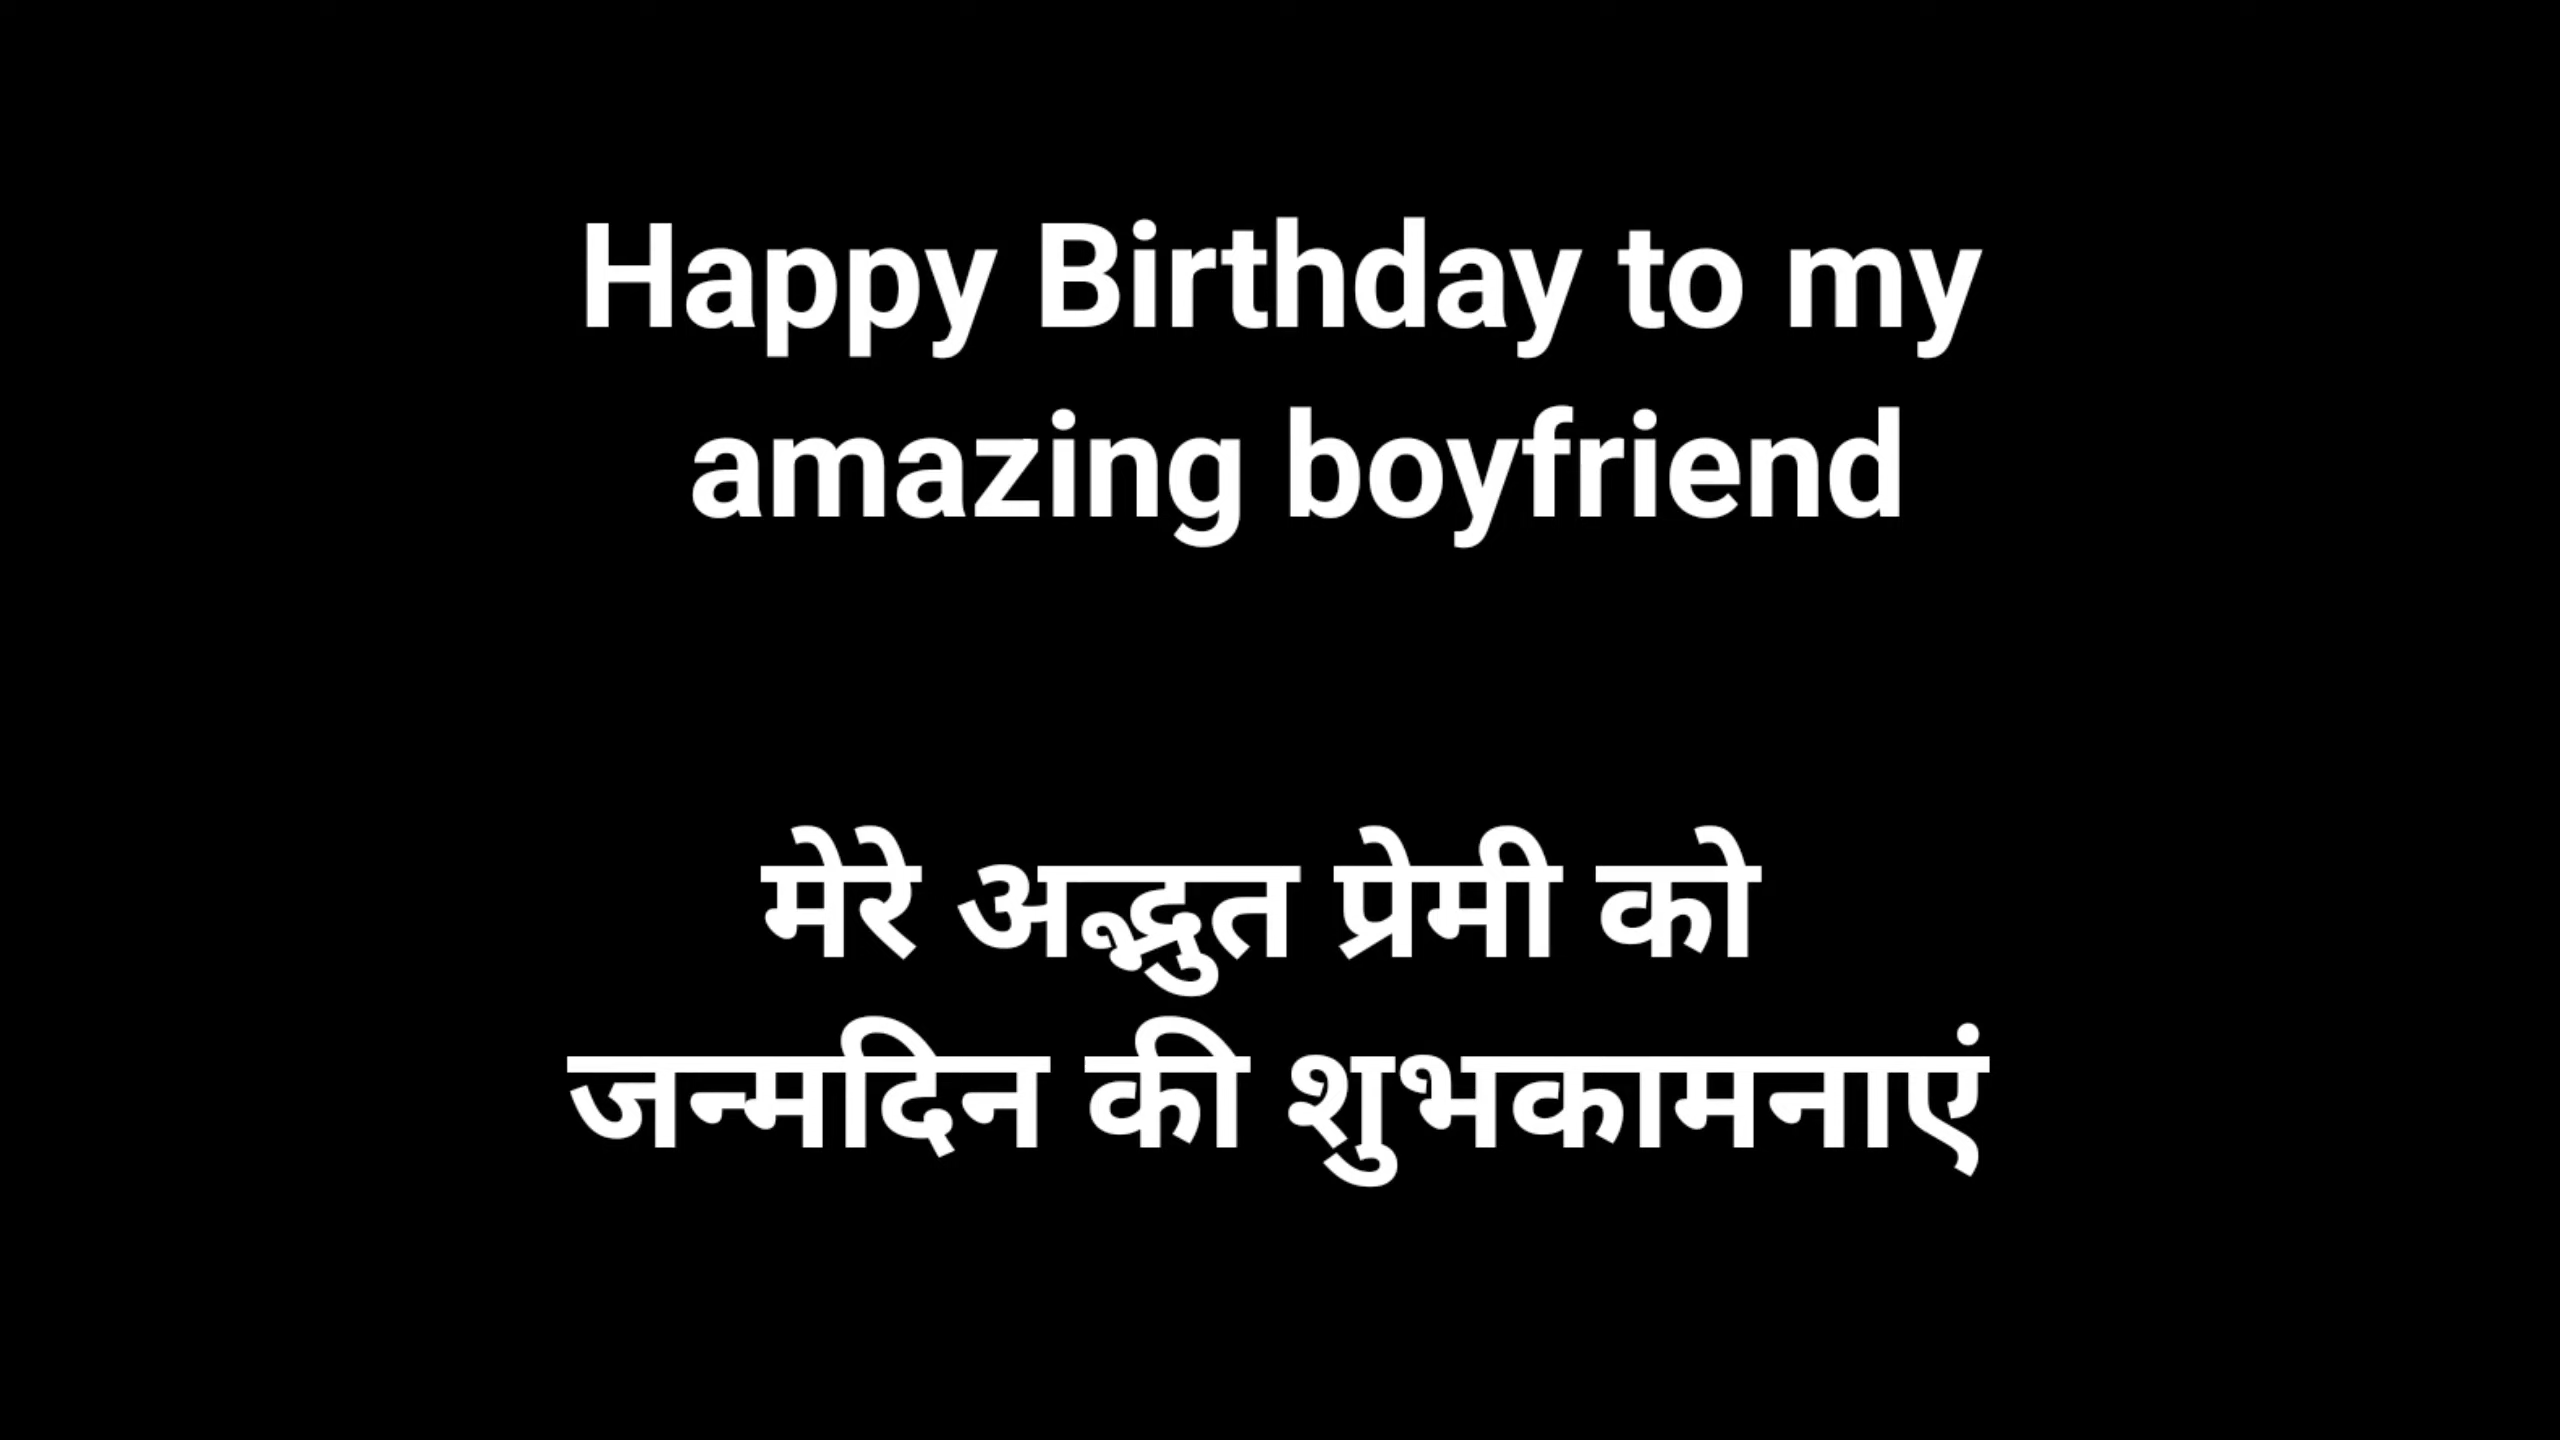 Happy Birthday to my
amazing boyfriend
मेरे अद्भुत प्रेमी को
जन्मदिन की शुभकामनाएं